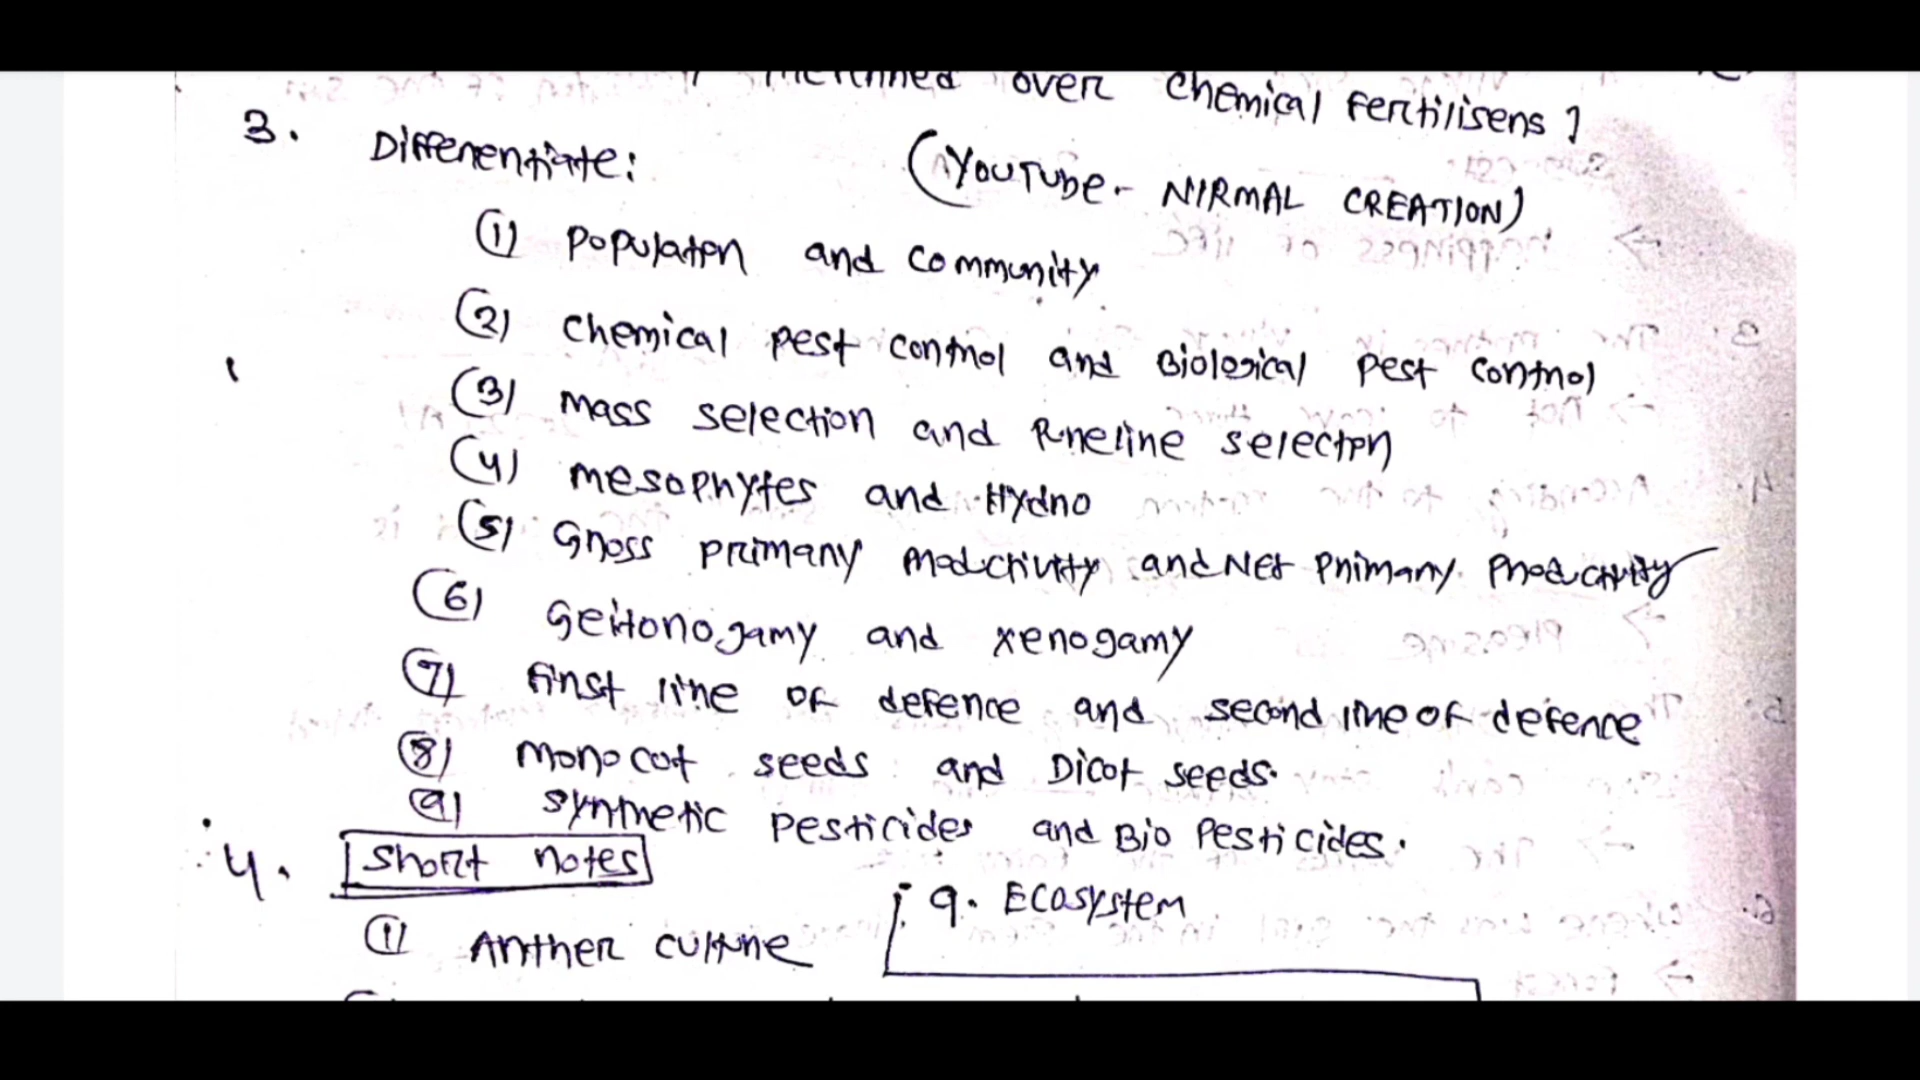 over chemical fertilisens ?
3. Differentiate:
(YOUTUBE - NIRMAL CREATION)
(1) Population and community
(2) chemical pest control and Biological pest control
(3) mass selection and Pureline selection
(4) mesophytes and Hydro
(5) Gross primary productivity and Net Primary Productivity
(6) Geitonogamy and xenogamy
(7) first line of defence and second line of defence
(8) Monocot seeds and Dicot seeds.
(9) synthetic pesticides and Bio Pesticides.
4. Short notes
9. Ecosystem
(1) Anther culture